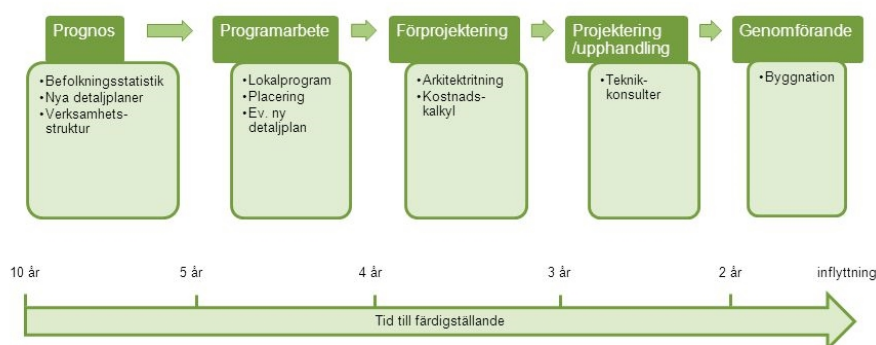 Prognos
Programarbete
Förprojektering
Projektering
/upphandling
Genomförande
•Befolkningsstatistik
•Nya detaljplaner
•Verksamhets-
struktur
•Lokalprogram
•Placering
•Ev. ny
detaljplan
•Arkitektritning
•Kostnads-
kalkyl
•Teknik-
konsulter
•Byggnation
10 år
5 år
4 år
3 år
2 år
inflyttning
Tid till färdigställande